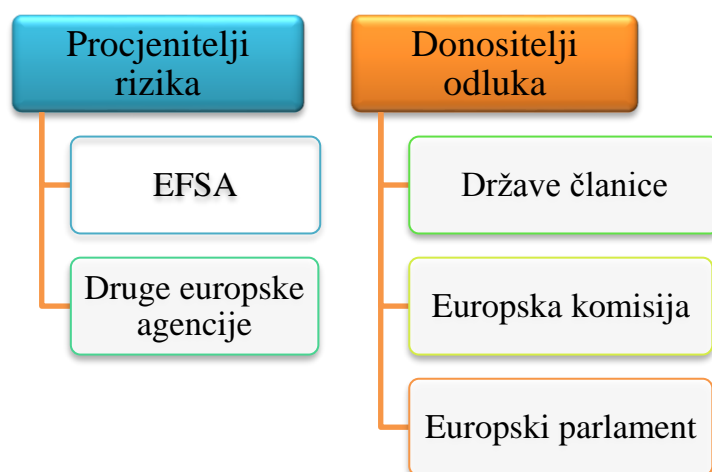 Procjenitelji
rizika
EFSA
Druge europske
agencije
Donositelji
odluka
Države članice
Europska komisija
Europski parlament